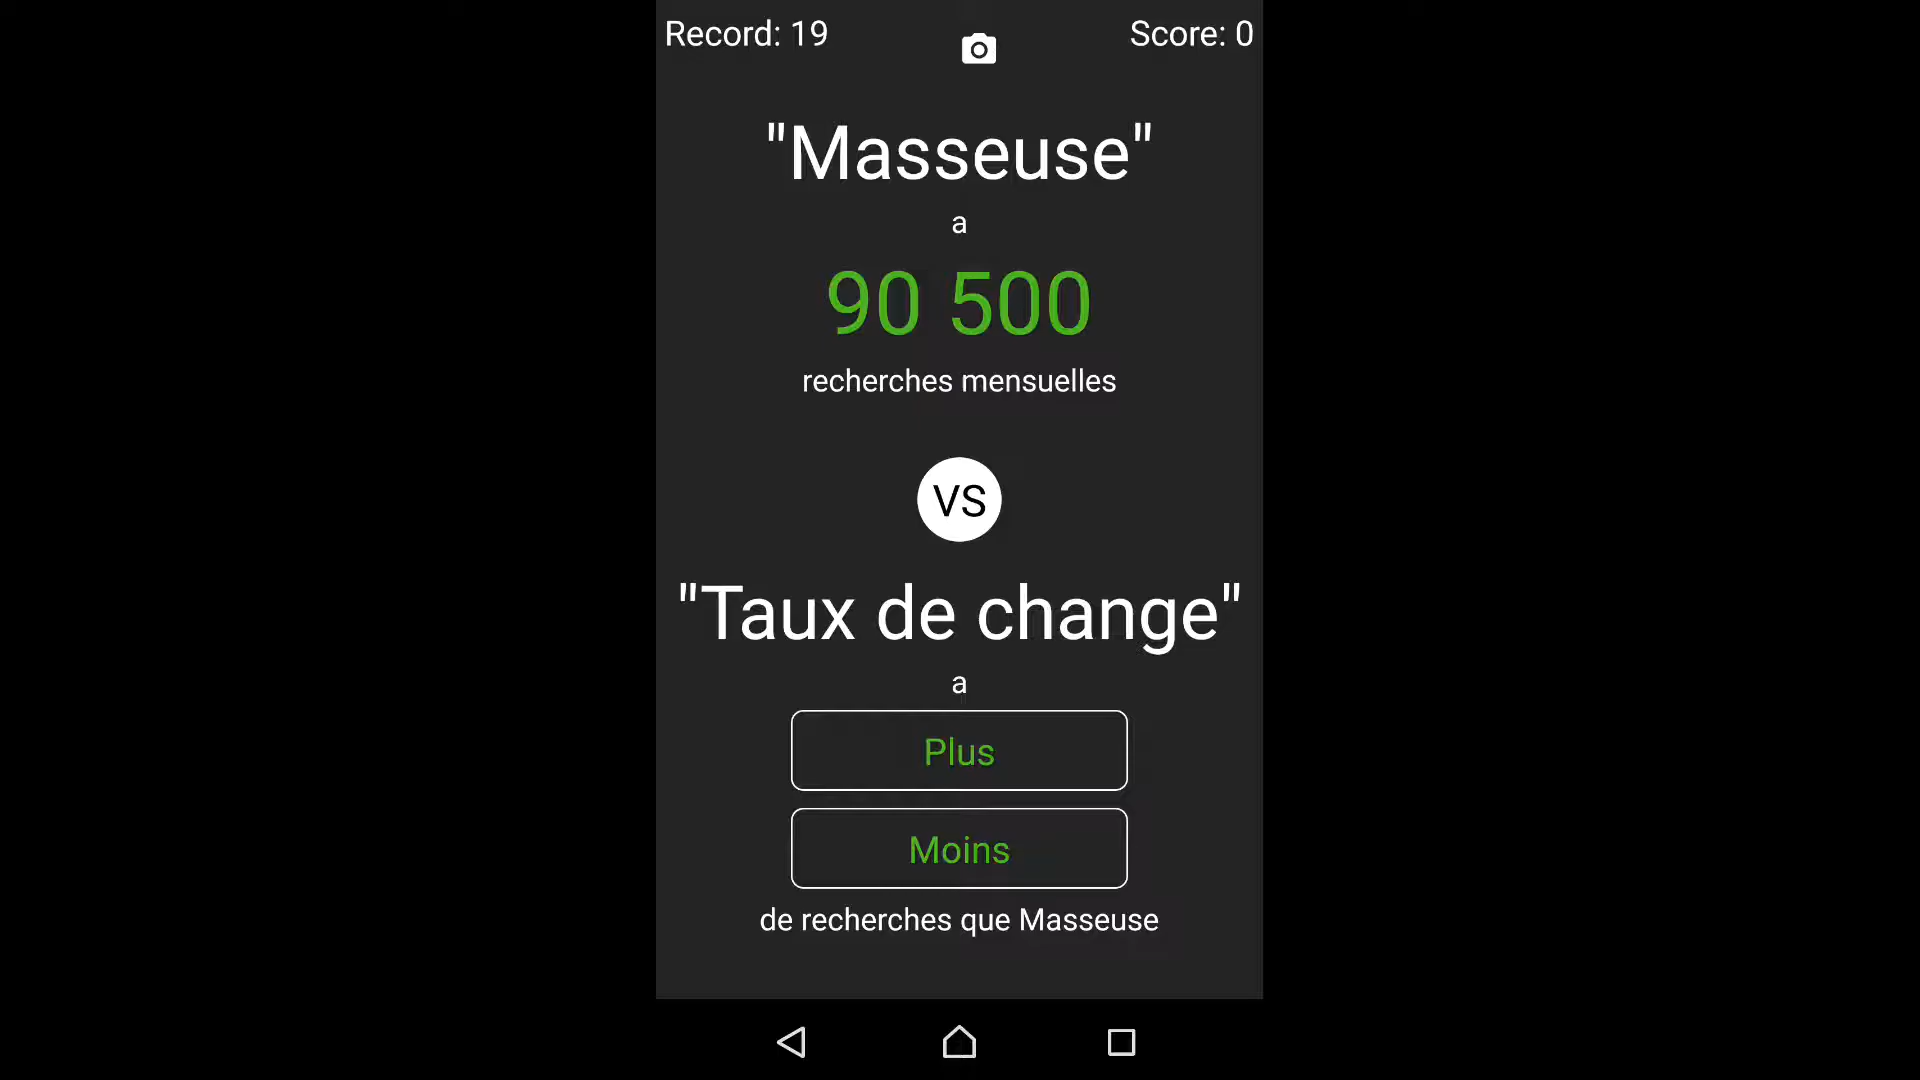 Record: 19
Score: 0
"Masseuse"
a
90 500
recherches mensuelles
VS
"Taux de change"
a
Plus
Moins
de recherches que Masseuse